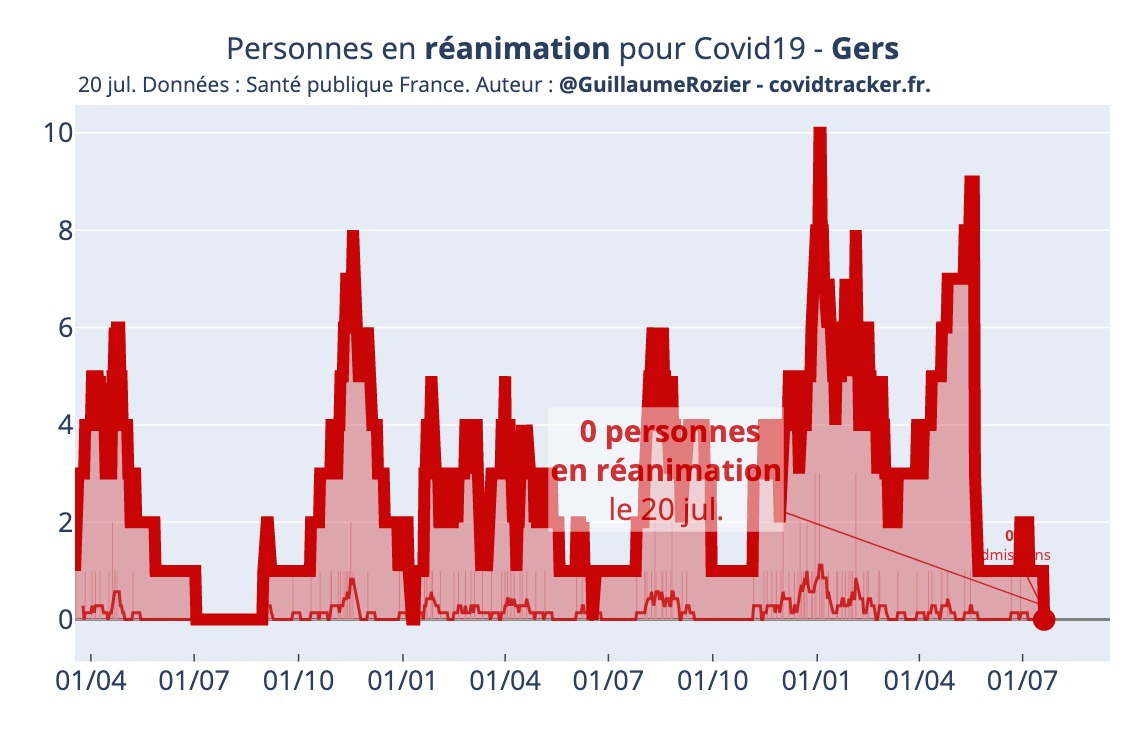 Personnes en réanimation pour Covid19 - Gers
20 jul. Données : Santé publique France. Auteur : @GuillaumeRozier - covidtracker.fr.
10
8
6
4
2
0
0 personnes
en réanimation
le 20 jul.
0
01/04 01/07 01/10 01/01 01/04 01/07 01/10 01/01 01/04 01/07